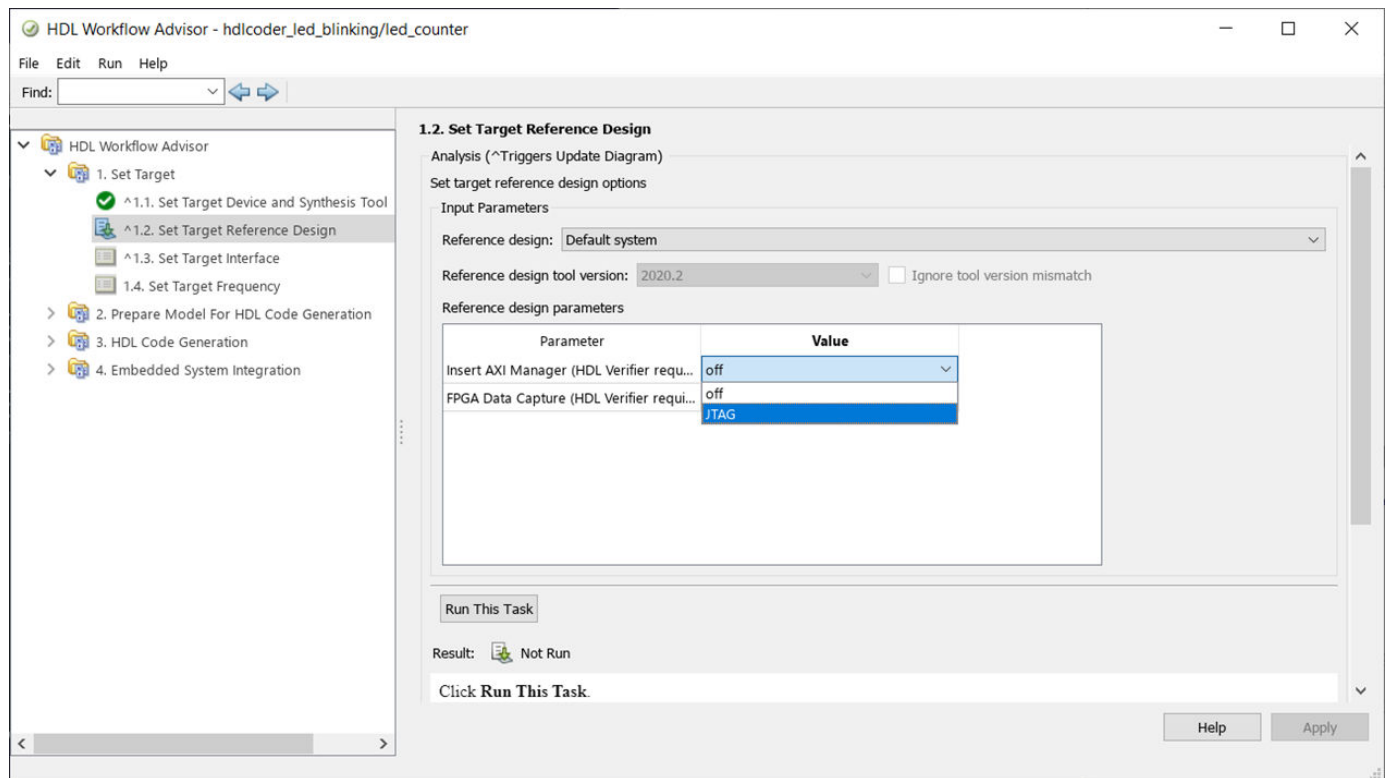 HDL Workflow Advisor - hdlcoder_led_blinking/led_counter
File Edit Run Help
Find:
HDL Workflow Advisor
1. Set Target
^1.1. Set Target Device and Synthesis Tool
^1.2. Set Target Reference Design
^1.3. Set Target Interface
1.4. Set Target Frequency
2. Prepare Model For HDL Code Generation
3. HDL Code Generation
4. Embedded System Integration
1.2. Set Target Reference Design
Analysis (^Triggers Update Diagram)
Set target reference design options
Input Parameters
Reference design: Default system
Reference design tool version: 2020.2 Ignore tool version mismatch
Reference design parameters
Parameter Value
Insert AXI Manager (HDL Verifier requ... off
off
FPGA Data Capture (HDL Verifier requi...
JTAG
Run This Task
Result: Not Run
Click Run This Task.
Help Apply